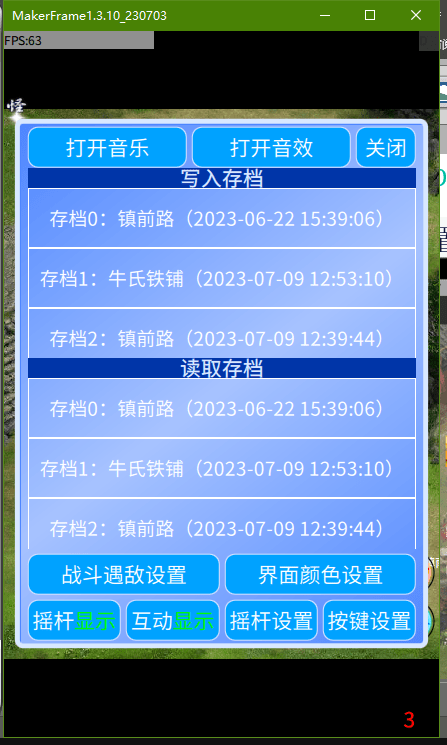 MakerFrame1.3.10_230703
FPS:63
怪
打开音乐 打开音效 关闭
写入存档
存档0：镇前路（2023-06-22 15:39:06）
存档1：牛氏铁铺（2023-07-09 12:53:10）
存档2：镇前路（2023-07-09 12:39:44）
读取存档
存档0：镇前路（2023-06-22 15:39:06）
存档1：牛氏铁铺（2023-07-09 12:53:10）
存档2：镇前路（2023-07-09 12:39:44）
战斗遇敌设置 界面颜色设置
摇杆显示 互动显示 摇杆设置 按键设置
3